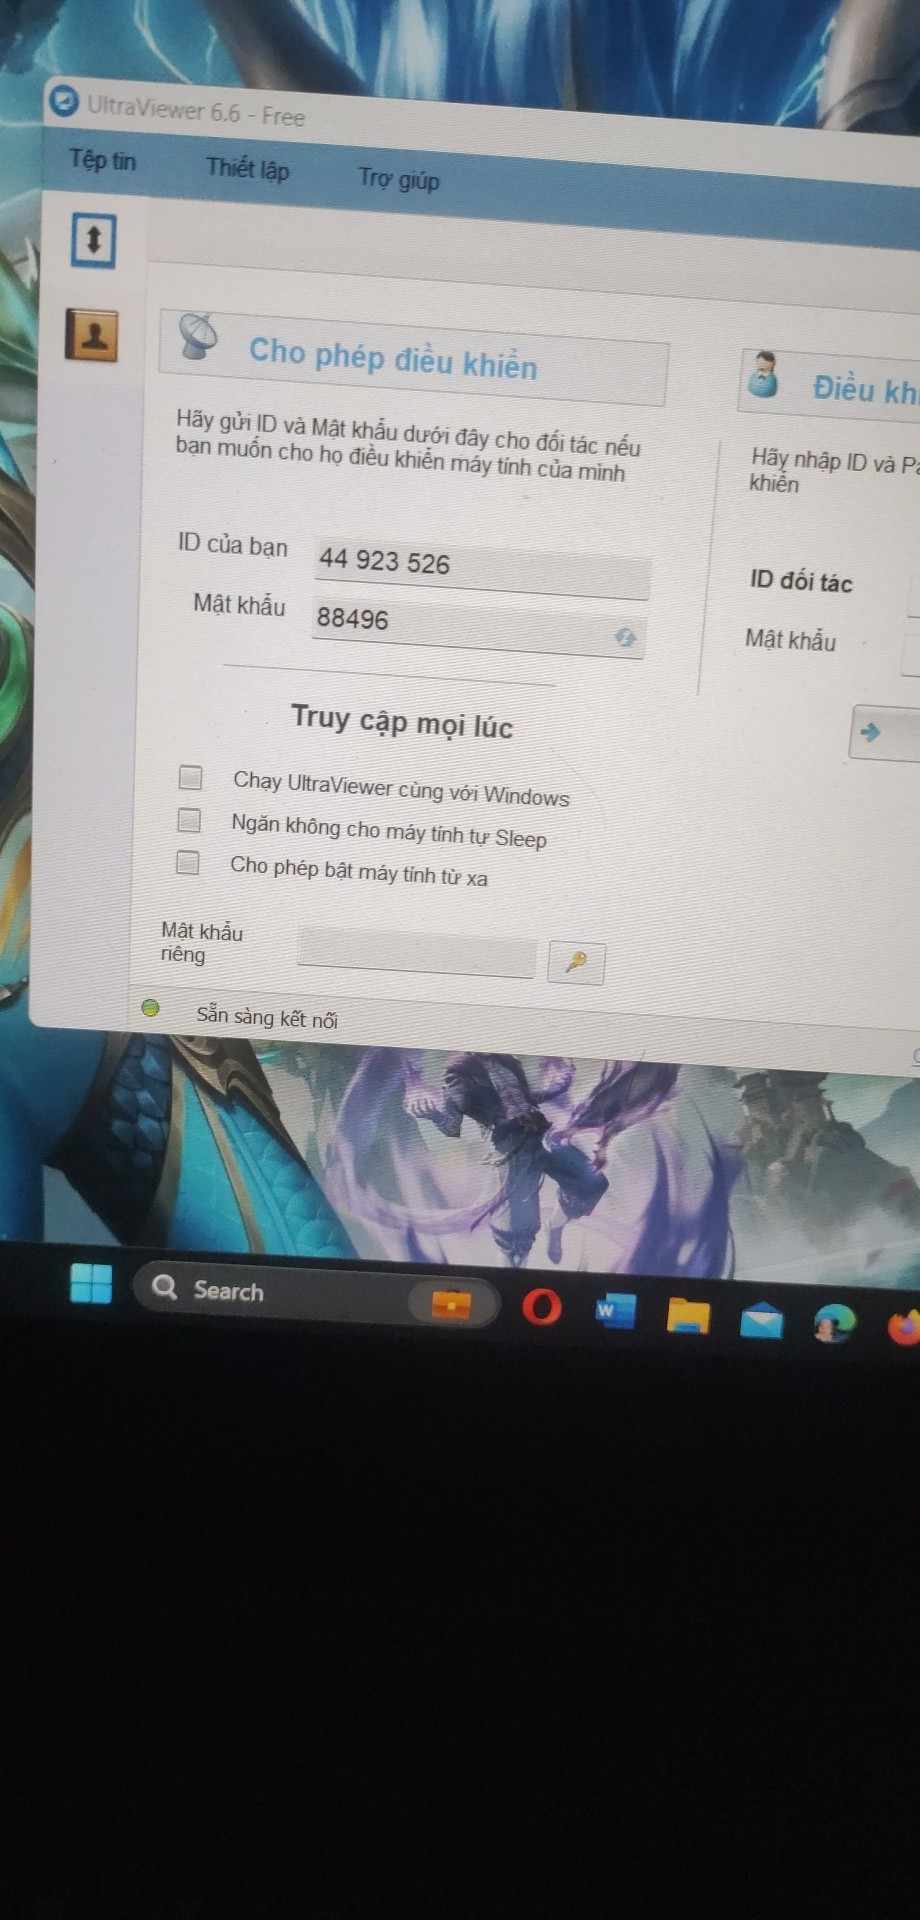 UltraViewer 6.6 - Free
Tệp tin Thiết lập Trợ giúp
Cho phép điều khiển
Hãy gửi ID và Mật khẩu dưới đây cho đối tác nếu
bạn muốn cho họ điều khiển máy tính của mình
ID của bạn 44 923 526
Mật khẩu 88496
Truy cập mọi lúc
Chạy UltraViewer cùng với Windows
Ngăn không cho máy tính tự Sleep
Cho phép bật máy tính từ xa
Mật khẩu
riêng
Sẵn sàng kết nối
Điều
Hãy nhập ID và
khiển
ID đối tác
Mật khẩu
Search
W